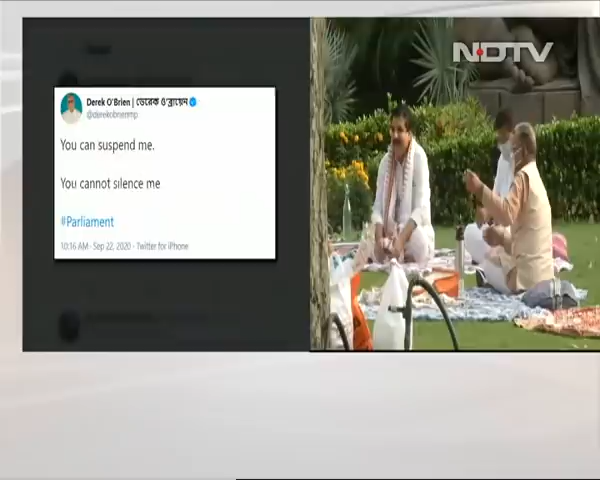 NDTV
Derek O'Brien | ডেরেক ও'ব্রায়েন
@derekobrienmp
You can suspend me.
You cannot silence me
#Parliament
10:16 AM · Sep 22, 2020 · Twitter for iPhone